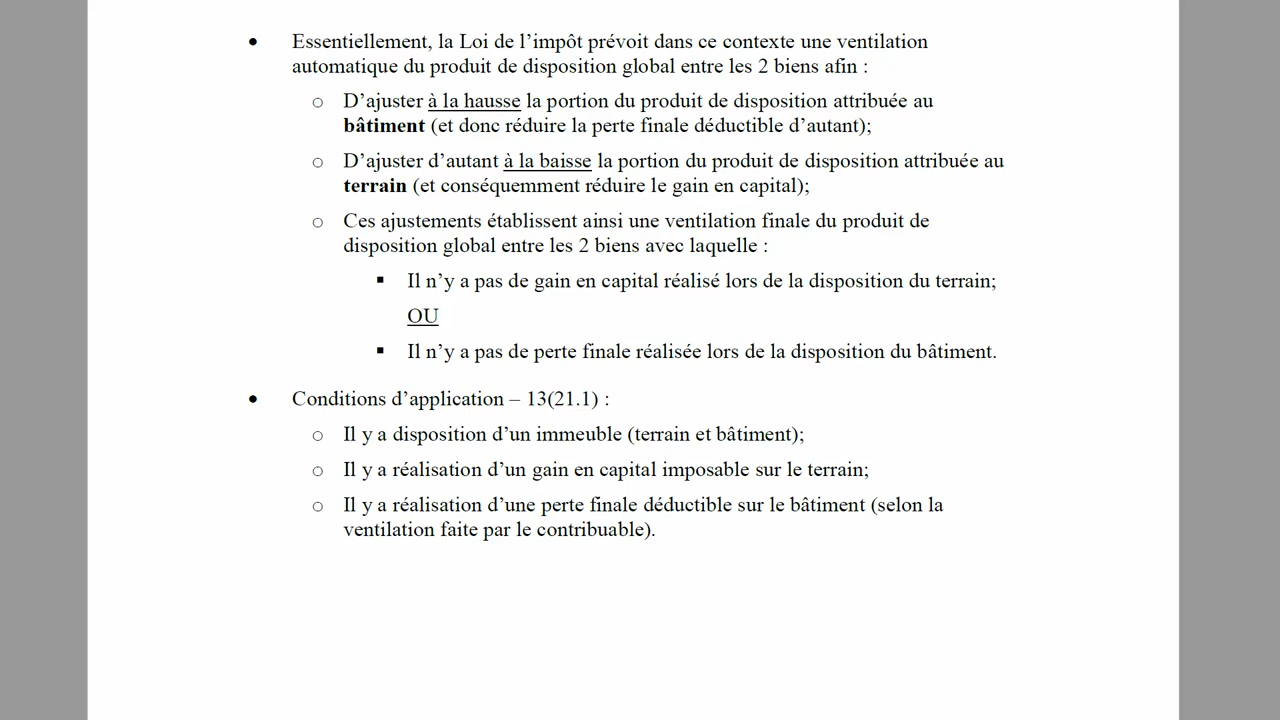 • Essentiellement, la Loi de l’impôt prévoit dans ce contexte une ventilation
automatique du produit de disposition global entre les 2 biens afin :
○ D’ajuster à la hausse la portion du produit de disposition attribuée au
bâtiment (et donc réduire la perte finale déductible d’autant);
○ D’ajuster d’autant à la baisse la portion du produit de disposition attribuée au
terrain (et conséquemment réduire le gain en capital);
○ Ces ajustements établissent ainsi une ventilation finale du produit de
disposition global entre les 2 biens avec laquelle :
▪ Il n’y a pas de gain en capital réalisé lors de la disposition du terrain;
OU
▪ Il n’y a pas de perte finale réalisée lors de la disposition du bâtiment.
• Conditions d’application – 13(21.1) :
○ Il y a disposition d’un immeuble (terrain et bâtiment);
○ Il y a réalisation d’un gain en capital imposable sur le terrain;
○ Il y a réalisation d’une perte finale déductible sur le bâtiment (selon la
ventilation faite par le contribuable).